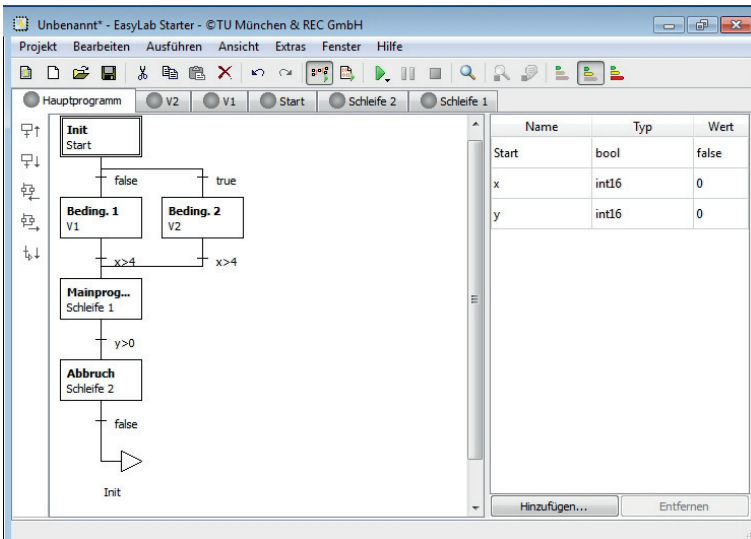 Unbenannt* - EasyLab Starter - ©TU München & REC GmbH
Projekt Bearbeiten Ausführen Ansicht Extras Fenster Hilfe
Hauptprogramm V2 V1 Start Schleife 2 Schleife 1
Init
Start
false true
Beding. 1 Beding. 2
V1 V2
x>4 x>4
Mainprog...
Schleife 1
y>0
Abbruch
Schleife 2
false
Init
Name Typ Wert
Start bool false
x int16 0
y int16 0
Hinzufügen... Entfernen